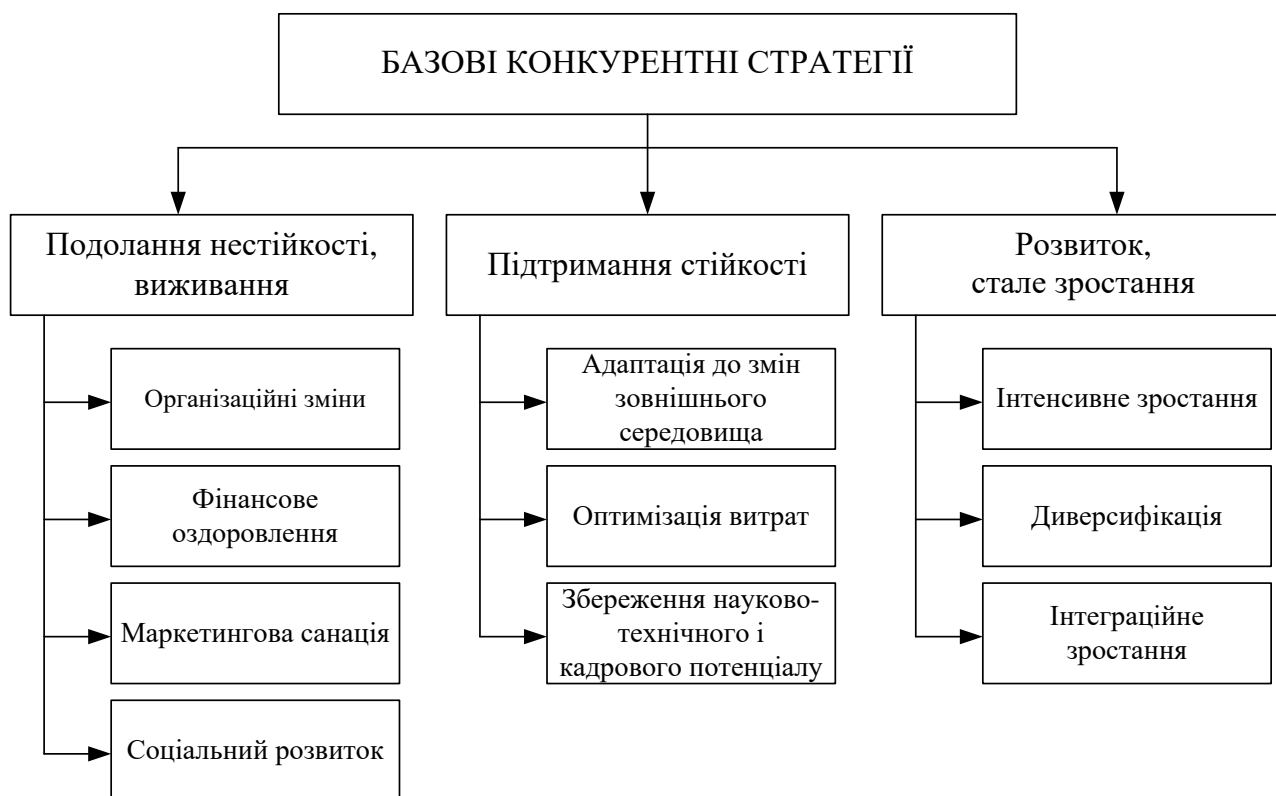 БАЗОВІ КОНКУРЕНТНІ СТРАТЕГІЇ
Подолання нестійкості,
виживання
Організаційні зміни
Фінансове
оздоровлення
Маркетингова санація
Соціальний розвиток
Підтримання стійкості
Адаптація до змін
зовнішнього
середовища
Оптимізація витрат
Збереження науково-
технічного і
кадрового потенціалу
Розвиток,
стале зростання
Інтенсивне зростання
Диверсифікація
Інтеграційне
зростання